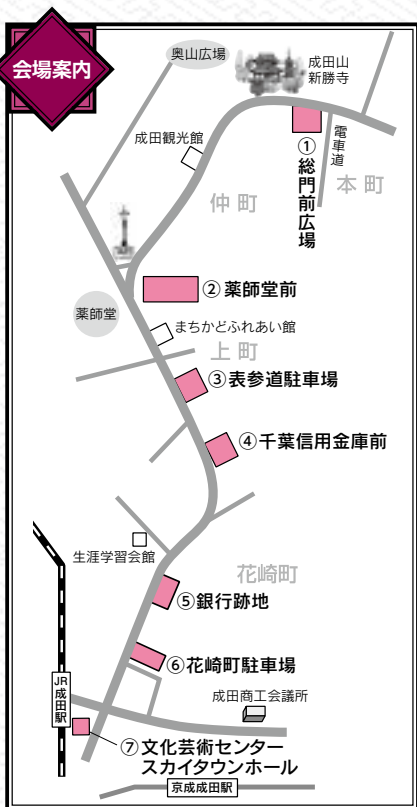 会場案内
奥山広場
成田山
新勝寺
成田観光館
電車道
①総門前広場
仲町
本町
②薬師堂前
薬師堂
まちかどふれあい館
上町
③表参道駐車場
④千葉信用金庫前
生涯学習会館
花崎町
⑤銀行跡地
⑥花崎町駐車場
JR
成田駅
成田商工会議所
⑦文化芸術センター
スカイタウンホール
京成成田駅